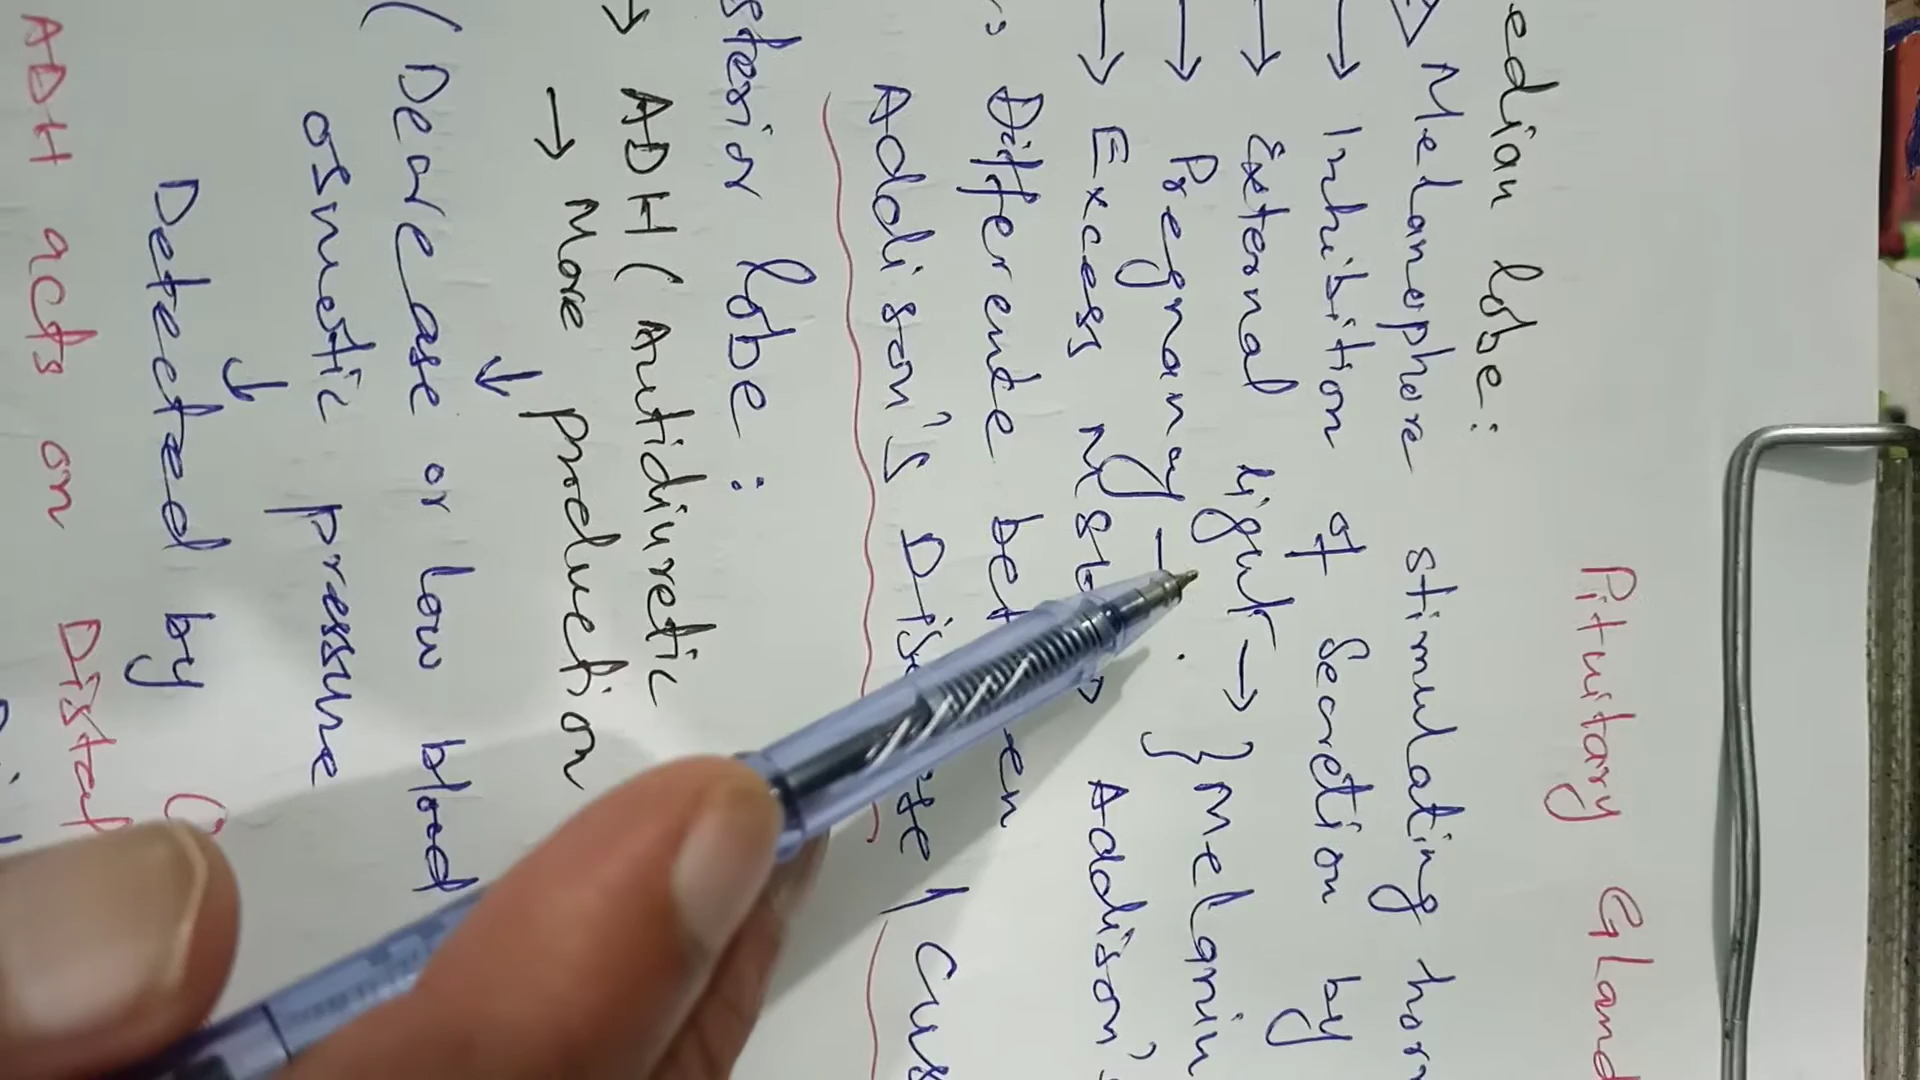 Pituitary Gland
edian lobe:
Melanophore stimulating horm
→ Inhibition of Secretion by
→ External light →
→ Pregnancy → } Melanin
→ Excess Addison's
Difference between
Addison's Disease / Cus
sterior lobe:
→ ADH (Antidiuretic
→ More production
↓
(Decrease or low blood
osmotic pressure
↓
Detected by
ADH acts on Distal